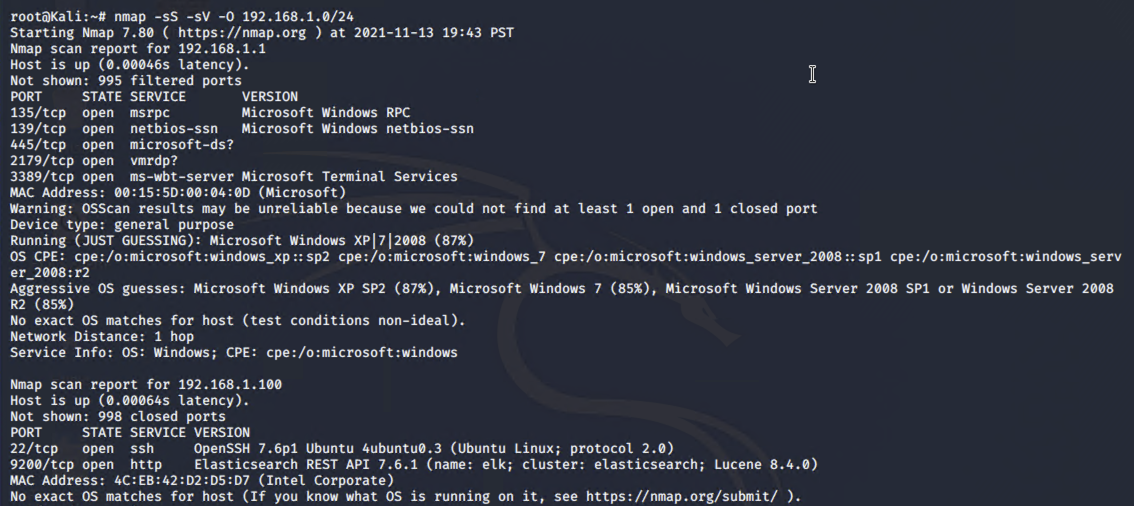 root@Kali:~# nmap -sS -sV -O 192.168.1.0/24
Starting Nmap 7.80 ( https://nmap.org ) at 2021-11-13 19:43 PST
Nmap scan report for 192.168.1.1
Host is up (0.00046s latency).
Not shown: 995 filtered ports
PORT     STATE SERVICE       VERSION
135/tcp  open  msrpc         Microsoft Windows RPC
139/tcp  open  netbios-ssn   Microsoft Windows netbios-ssn
445/tcp  open  microsoft-ds?
2179/tcp open  vmrdp?
3389/tcp open  ms-wbt-server Microsoft Terminal Services
MAC Address: 00:15:5D:00:04:0D (Microsoft)
Warning: OSScan results may be unreliable because we could not find at least 1 open and 1 closed port
Device type: general purpose
Running (JUST GUESSING): Microsoft Windows XP|7|2008 (87%)
OS CPE: cpe:/o:microsoft:windows_xp::sp2 cpe:/o:microsoft:windows_7 cpe:/o:microsoft:windows_server_2008::sp1 cpe:/o:microsoft:windows_serv
er_2008:r2
Aggressive OS guesses: Microsoft Windows XP SP2 (87%), Microsoft Windows 7 (85%), Microsoft Windows Server 2008 SP1 or Windows Server 2008
R2 (85%)
No exact OS matches for host (test conditions non-ideal).
Network Distance: 1 hop
Service Info: OS: Windows; CPE: cpe:/o:microsoft:windows

Nmap scan report for 192.168.1.100
Host is up (0.00064s latency).
Not shown: 998 closed ports
PORT     STATE SERVICE VERSION
22/tcp   open  ssh     OpenSSH 7.6p1 Ubuntu 4ubuntu0.3 (Ubuntu Linux; protocol 2.0)
9200/tcp open  http    Elasticsearch REST API 7.6.1 (name: elk; cluster: elasticsearch; Lucene 8.4.0)
MAC Address: 4C:EB:42:D2:D5:D7 (Intel Corporate)
No exact OS matches for host (If you know what OS is running on it, see https://nmap.org/submit/ ).